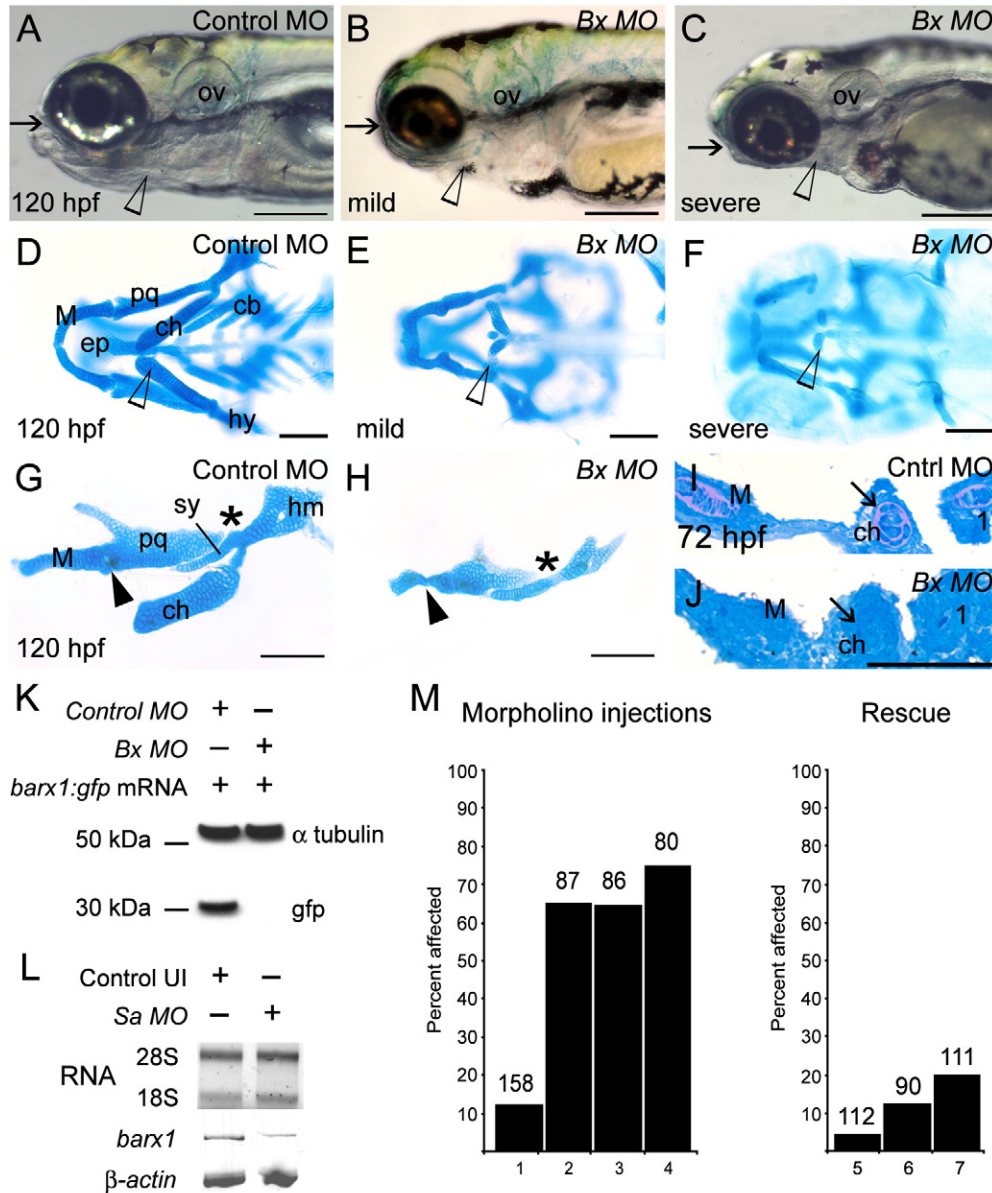 A Control MO
ov
120 hpf
B Bx MO
ov
mild
C Bx MO
ov
severe
D Control MO
pq
M
cb
ch
ep
hy
120 hpf
E Bx MO
mild
F Bx MO
severe
G Control MO
sy
*
hm
pq
M
ch
120 hpf
H Bx MO
*
I Cntrl MO
M
ch
1
72 hpf
J Bx MO
M
1
ch
K
Control MO + –
Bx MO – +
barx1:gfp mRNA + +
50 kDa α tubulin
30 kDa gfp
L
Control UI + –
Sa MO – +
RNA
28S
18S
barx1
β-actin
M
Morpholino injections
Percent affected
100
90
80
70
60
50
40
30
20
10
158
87
86
80
1 2 3 4
Rescue
Percent affected
100
90
80
70
60
50
40
30
20
10
112
90
111
5 6 7